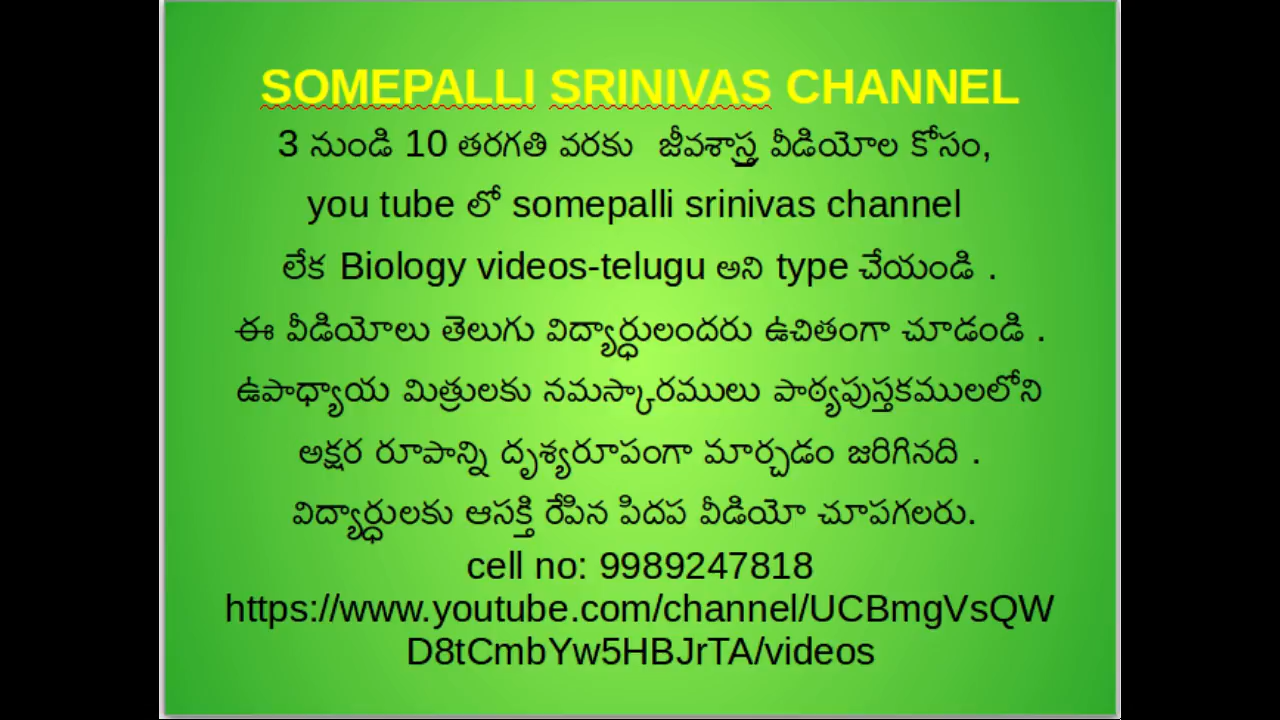 SOMEPALLI SRINIVAS CHANNEL
3 నుండి 10 తరగతి వరకు  జీవశాస్త్ర వీడియోల కోసం,
you tube లో somepalli srinivas channel
లేక Biology videos-telugu అని type చేయండి .
ఈ వీడియోలు తెలుగు విద్యార్ధులందరు ఉచితంగా చూడండి .
ఉపాధ్యాయ మిత్రులకు నమస్కారములు పాఠ్యపుస్తకములలోని
అక్షర రూపాన్ని దృశ్యరూపంగా మార్చడం జరిగినది .
విద్యార్ధులకు ఆసక్తి రేపిన పిదప వీడియో చూపగలరు.
cell no: 9989247818
https://www.youtube.com/channel/UCBmgVsQW
D8tCmbYw5HBJrTA/videos